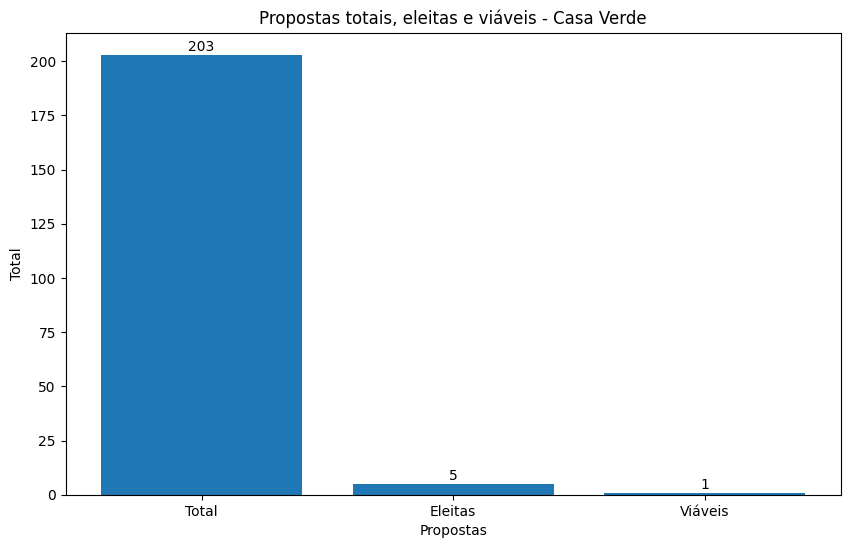 Propostas totais, eleitas e viáveis - Casa Verde
203
200
175
150
125
100
75
50
25
0
5
1
Total
Total
Eleitas
Viáveis
Propostas